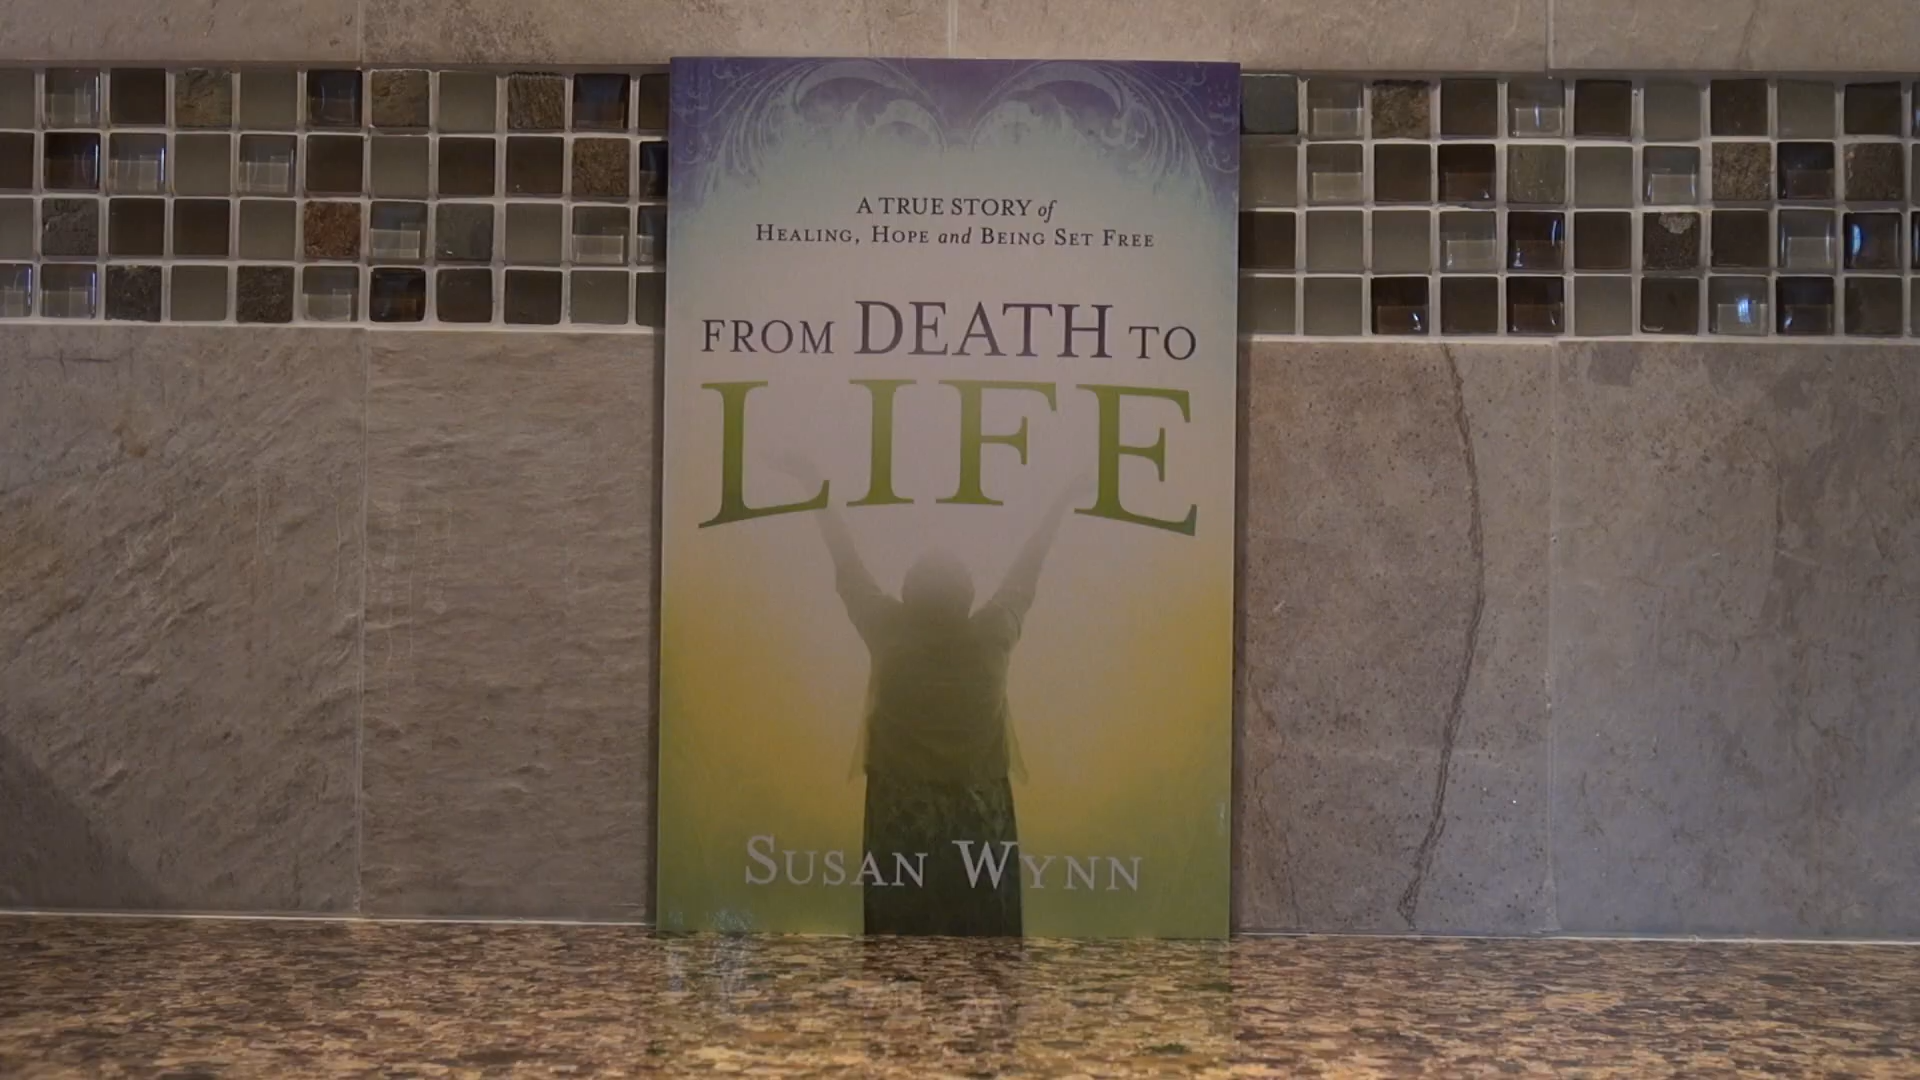 A TRUE STORY of
HEALING, HOPE and BEING SET FREE
FROM DEATH TO
LIFE
SUSAN WYNN